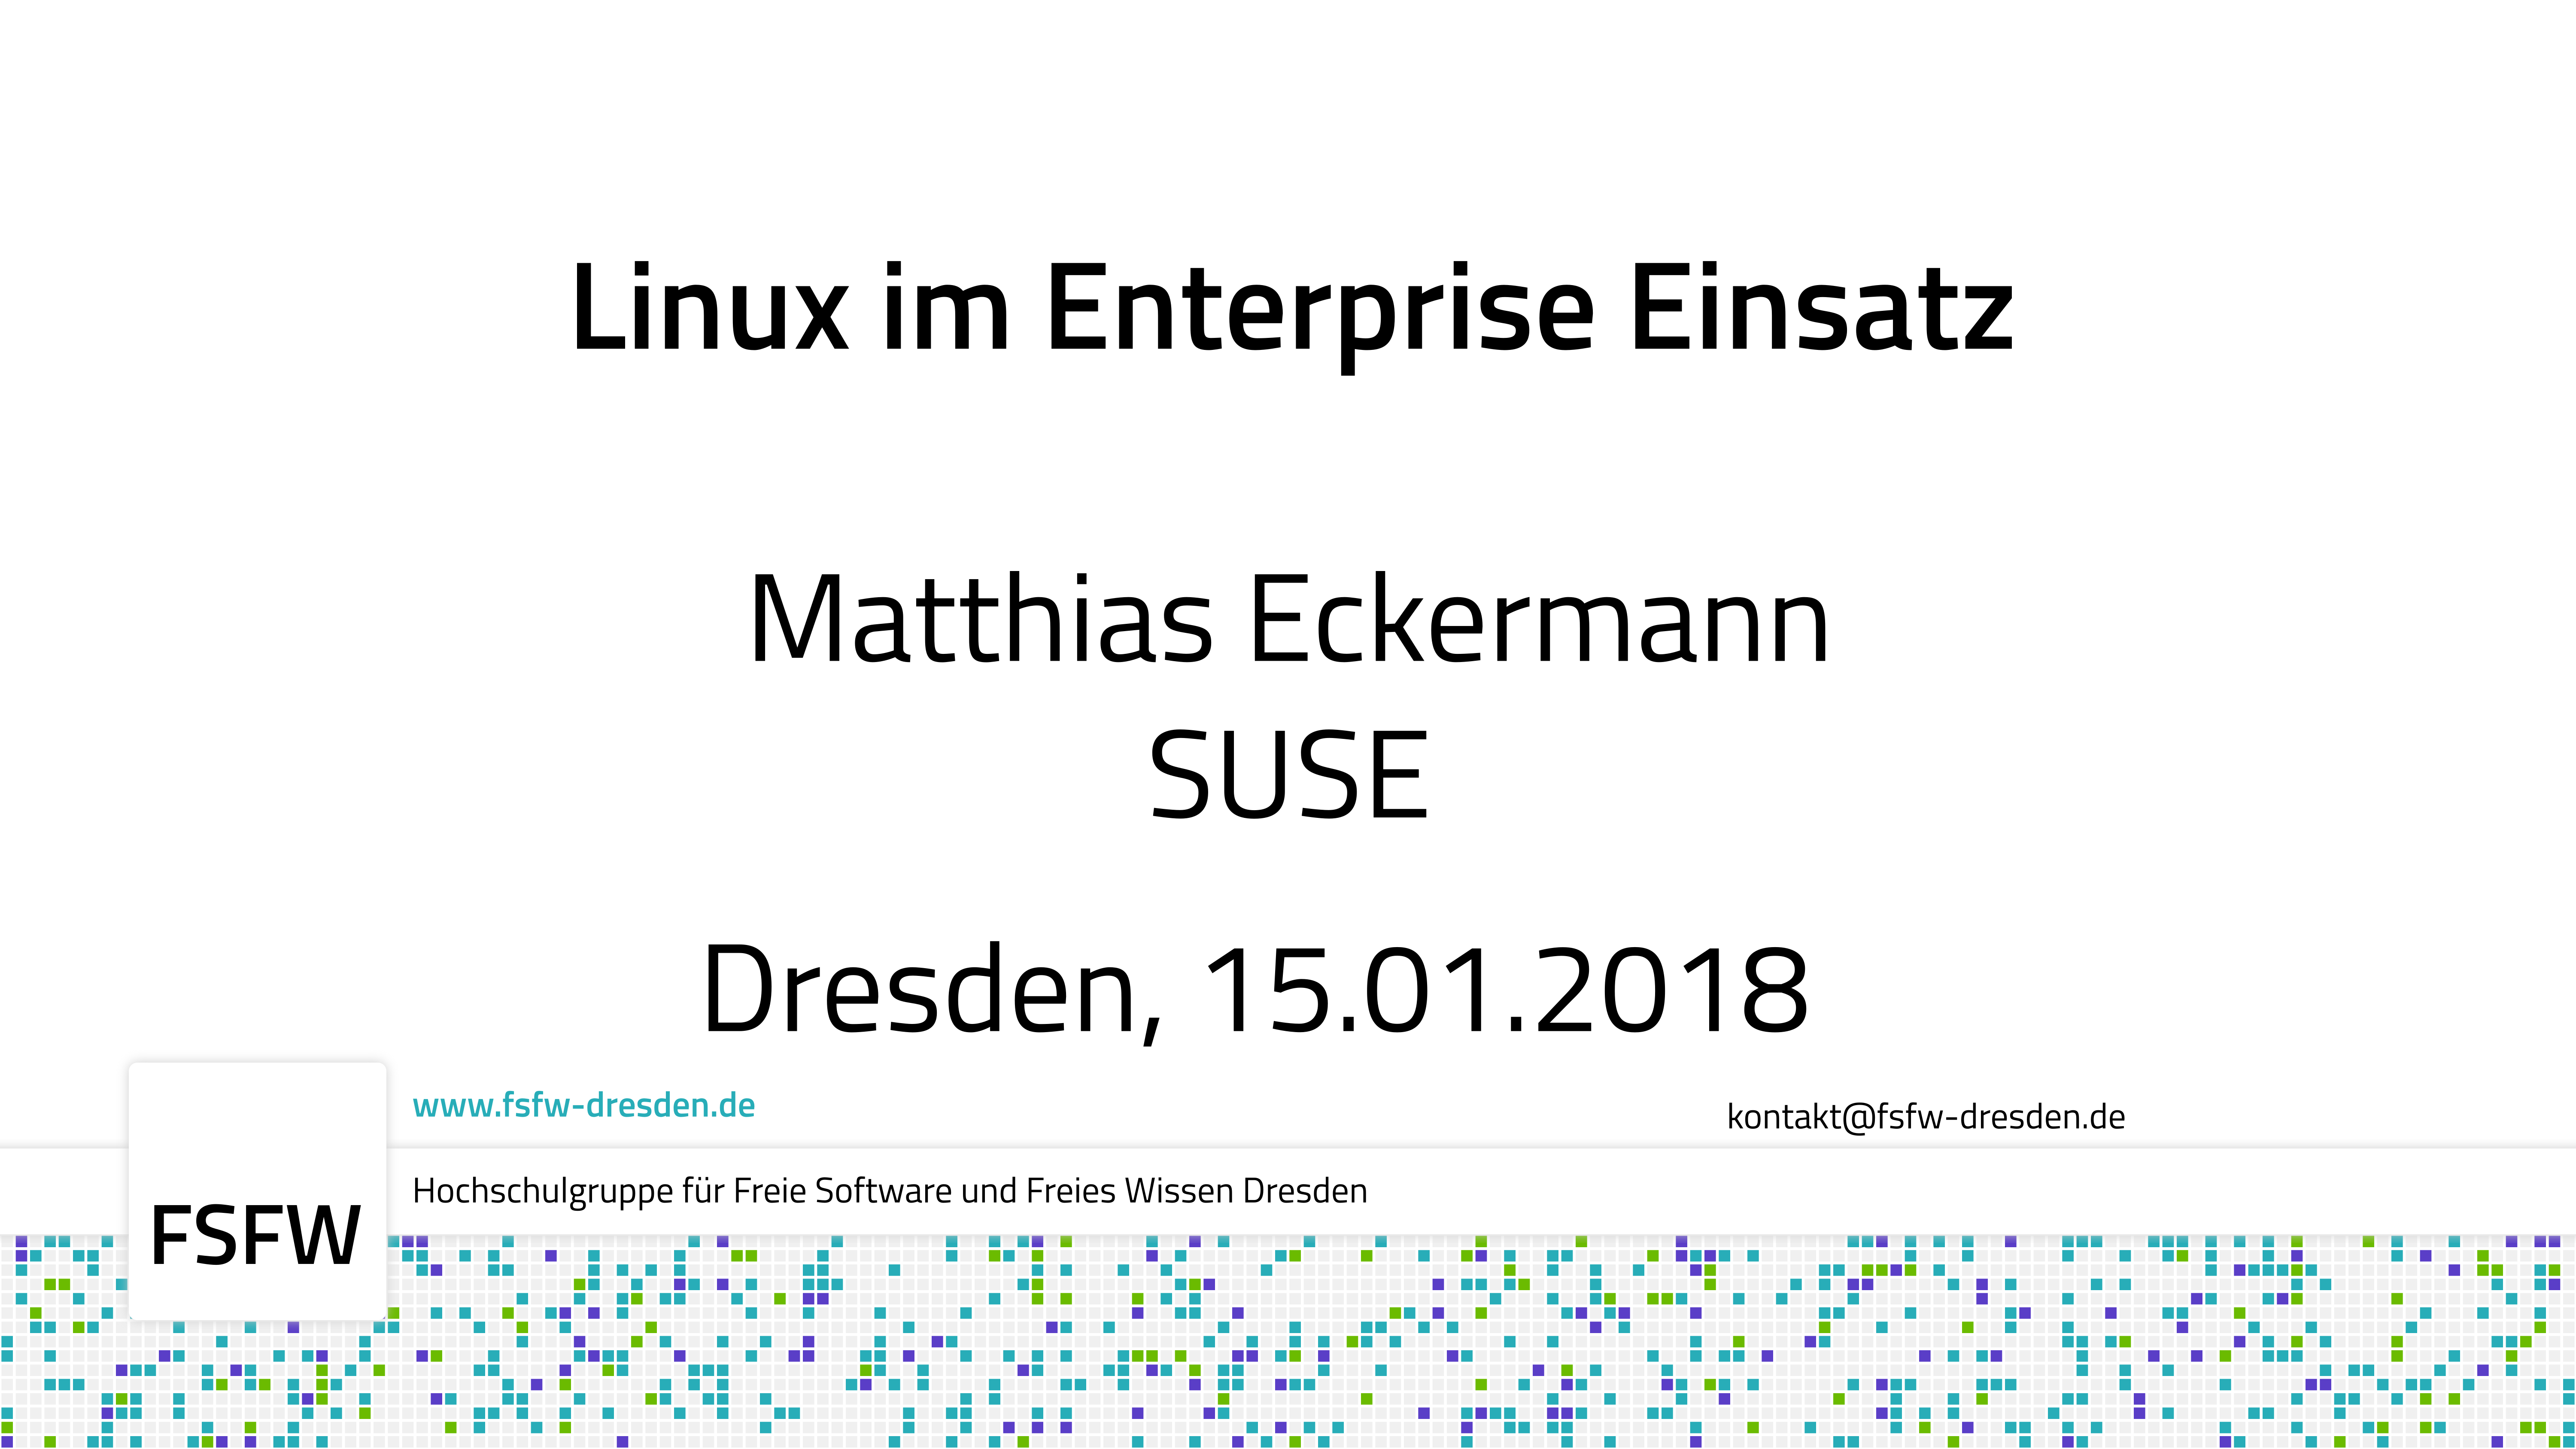 Linux im Enterprise Einsatz
Matthias Eckermann
SUSE
Dresden, 15.01.2018
www.fsfw-dresden.de
kontakt@fsfw-dresden.de
Hochschulgruppe für Freie Software und Freies Wissen Dresden
FSFW